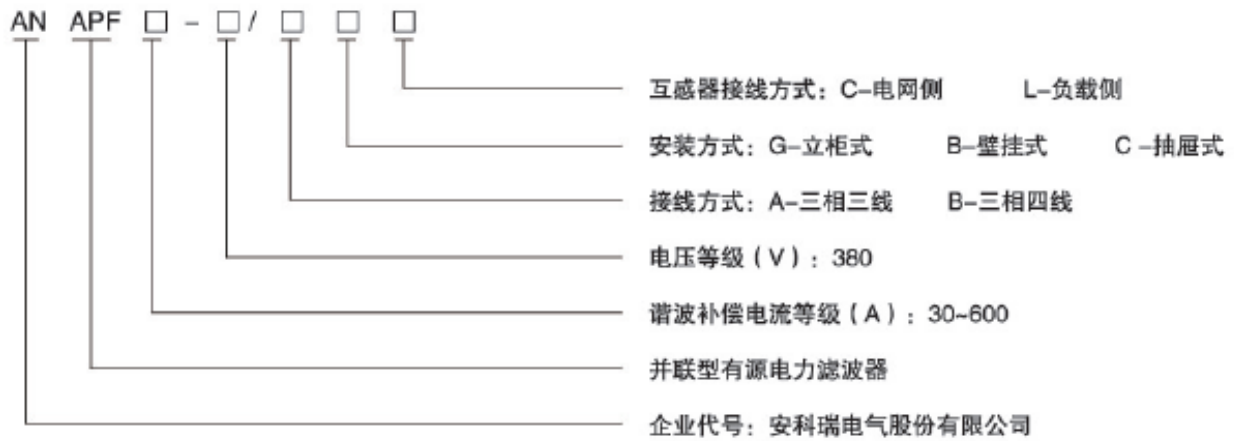 AN APF □ - □ / □ □ □
互感器接线方式：C-电网侧 L-负载侧
安装方式：G-立柜式 B-壁挂式 C-抽屉式
接线方式：A-三相三线 B-三相四线
电压等级（V）：380
谐波补偿电流等级（A）：30~600
并联型有源电力滤波器
企业代号：安科瑞电气股份有限公司